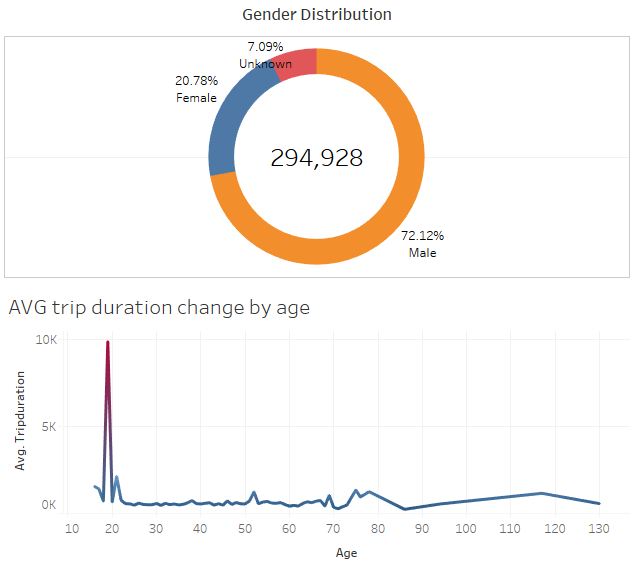 Gender Distribution
7.09%
Unknown
20.78%
Female
294,928
72.12%
Male
AVG trip duration change by age
10K
5K
0K
Avg. Tripduration
10 20 30 40 50 60 70 80 90 100 110 120 130
Age